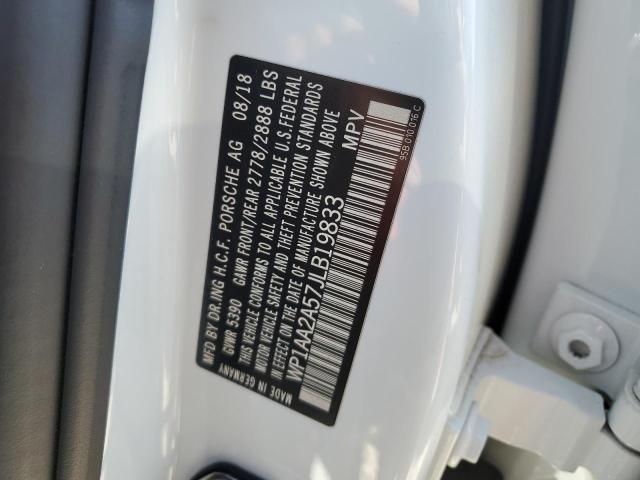 MFD BY DR.ING H.C.F. PORSCHE AG 08/18
GVWR 5390 GAWR FRONT/REAR 2778/2888 LBS
THIS VEHICLE CONFORMS TO ALL APPLICABLE U.S.FEDERAL
MOTOR VEHICLE SAFETY AND THEFT PREVENTION STANDARDS
IN EFFECT ON THE DATE OF MANUFACTURE SHOWN ABOVE
WP1AA2A57JLB19833 MPV
MADE IN GERMANY
95B 010 016 C